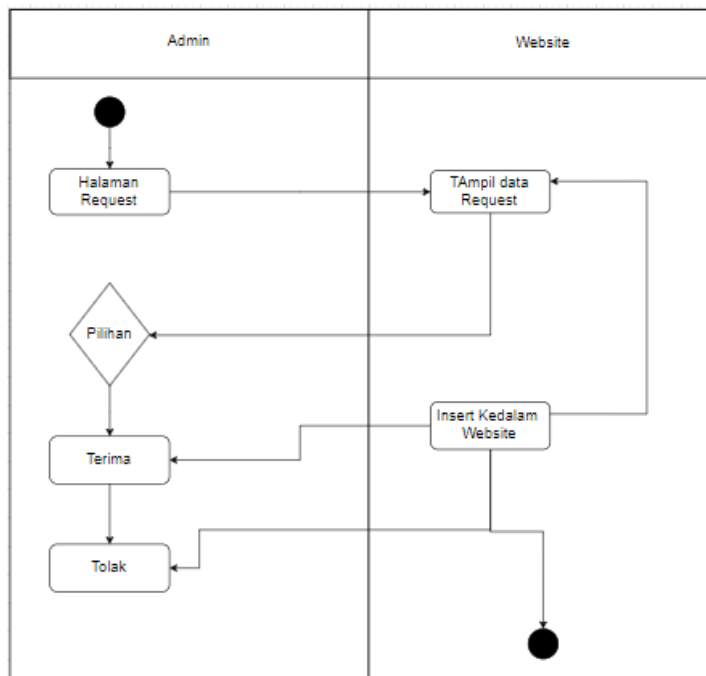 Admin
Website
Halaman
Request
TAmpil data
Request
Pilihan
Insert Kedalam
Website
Terima
Tolak